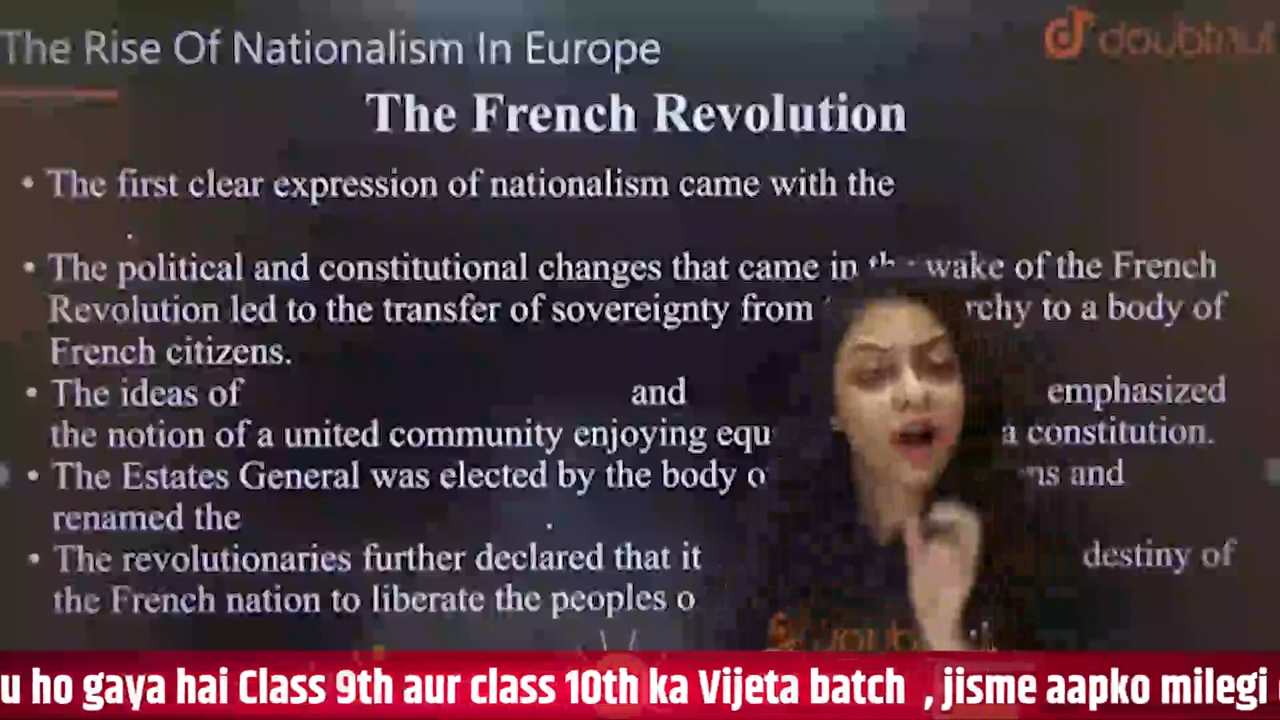 The Rise Of Nationalism In Europe
doubtnut
The French Revolution
• The first clear expression of nationalism came with the
.
• The political and constitutional changes that came in the wake of the French
Revolution led to the transfer of sovereignty from rchy to a body of
French citizens.
• The ideas of and emphasized
the notion of a united community enjoying equ a constitution.
• The Estates General was elected by the body o ns and
renamed the .
• The revolutionaries further declared that it destiny of
the French nation to liberate the peoples o
u ho gaya hai Class 9th aur class 10th ka Vijeta batch , jisme aapko milegi